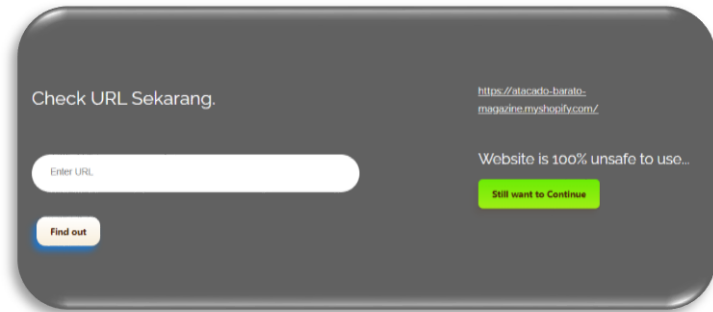 Check URL Sekarang.
Enter URL
Find out
https://atacado-barato-
magazine.myshopify.com/
Website is 100% unsafe to use...
Still want to Continue